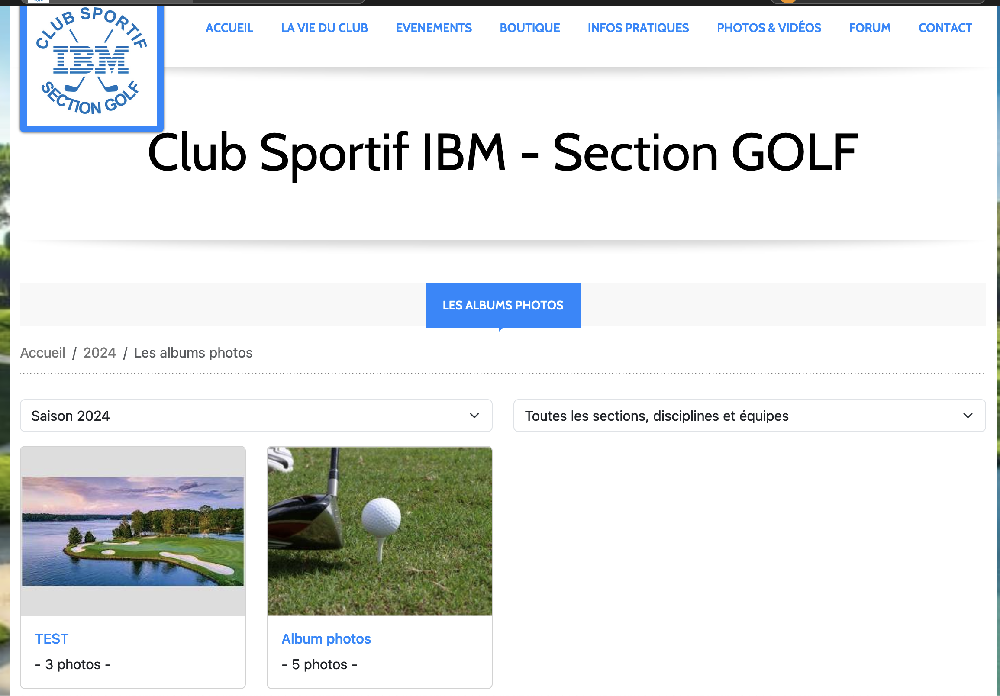 CLUB SPORTIF
IBM
SECTION GOLF
ACCUEIL LA VIE DU CLUB EVENEMENTS BOUTIQUE INFOS PRATIQUES PHOTOS & VIDÉOS FORUM CONTACT
Club Sportif IBM - Section GOLF
LES ALBUMS PHOTOS
Accueil / 2024 / Les albums photos
Saison 2024
Toutes les sections, disciplines et équipes
TEST
- 3 photos -
Album photos
- 5 photos -